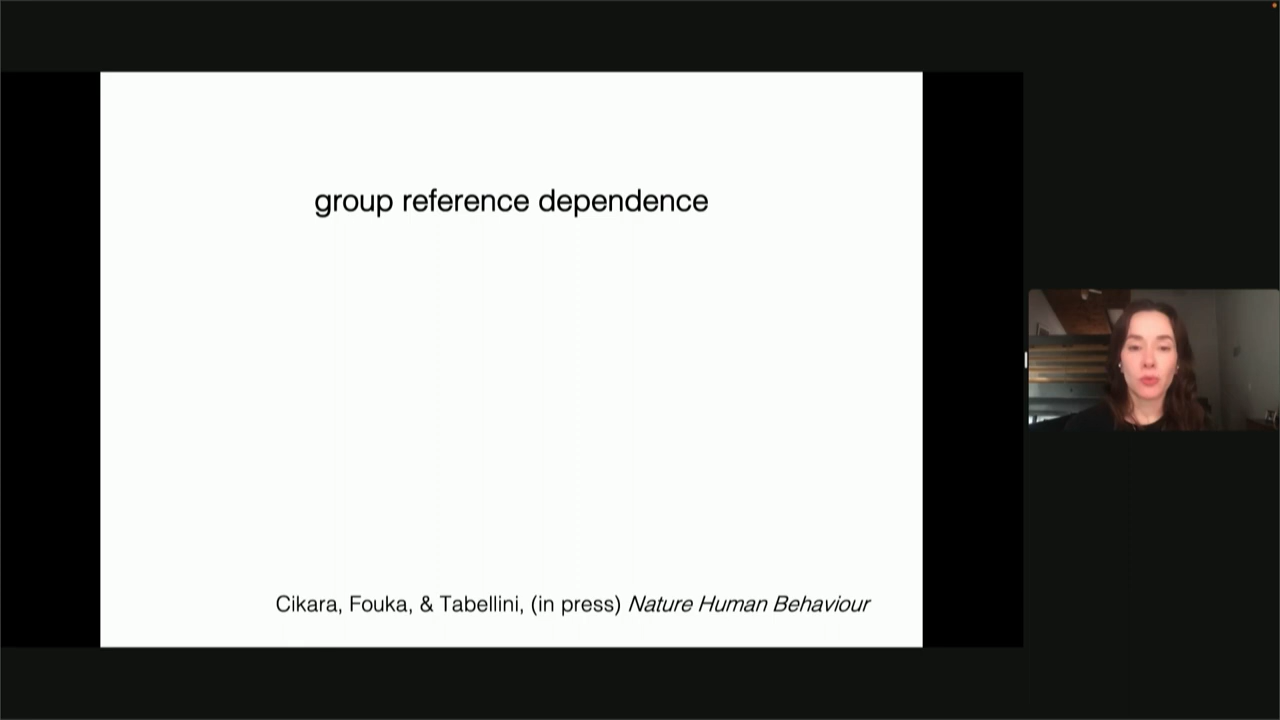 group reference dependence
Cikara, Fouka, & Tabellini, (in press) Nature Human Behaviour